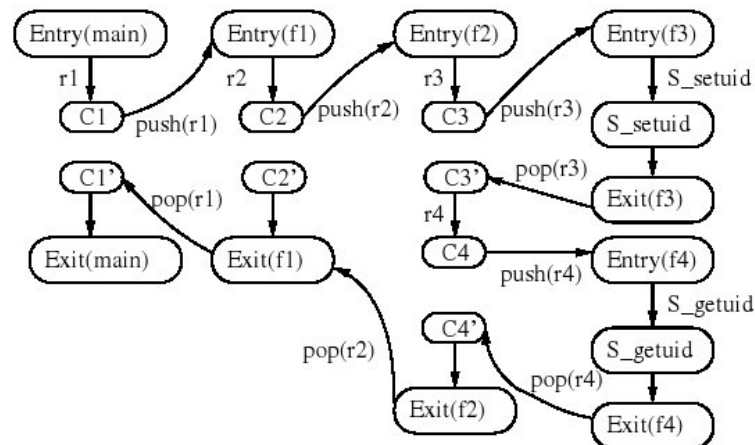 Entry(main)
Entry(f1)
Entry(f2)
Entry(f3)
r1
r2
r3
S_setuid
C1
C2
C3
S_setuid
push(r1)
push(r2)
push(r3)
pop(r3)
C1'
C2'
C3'
Exit(f3)
pop(r1)
r4
Exit(main)
Exit(f1)
C4
Entry(f4)
push(r4)
S_getuid
C4'
S_getuid
pop(r2)
pop(r4)
Exit(f2)
Exit(f4)